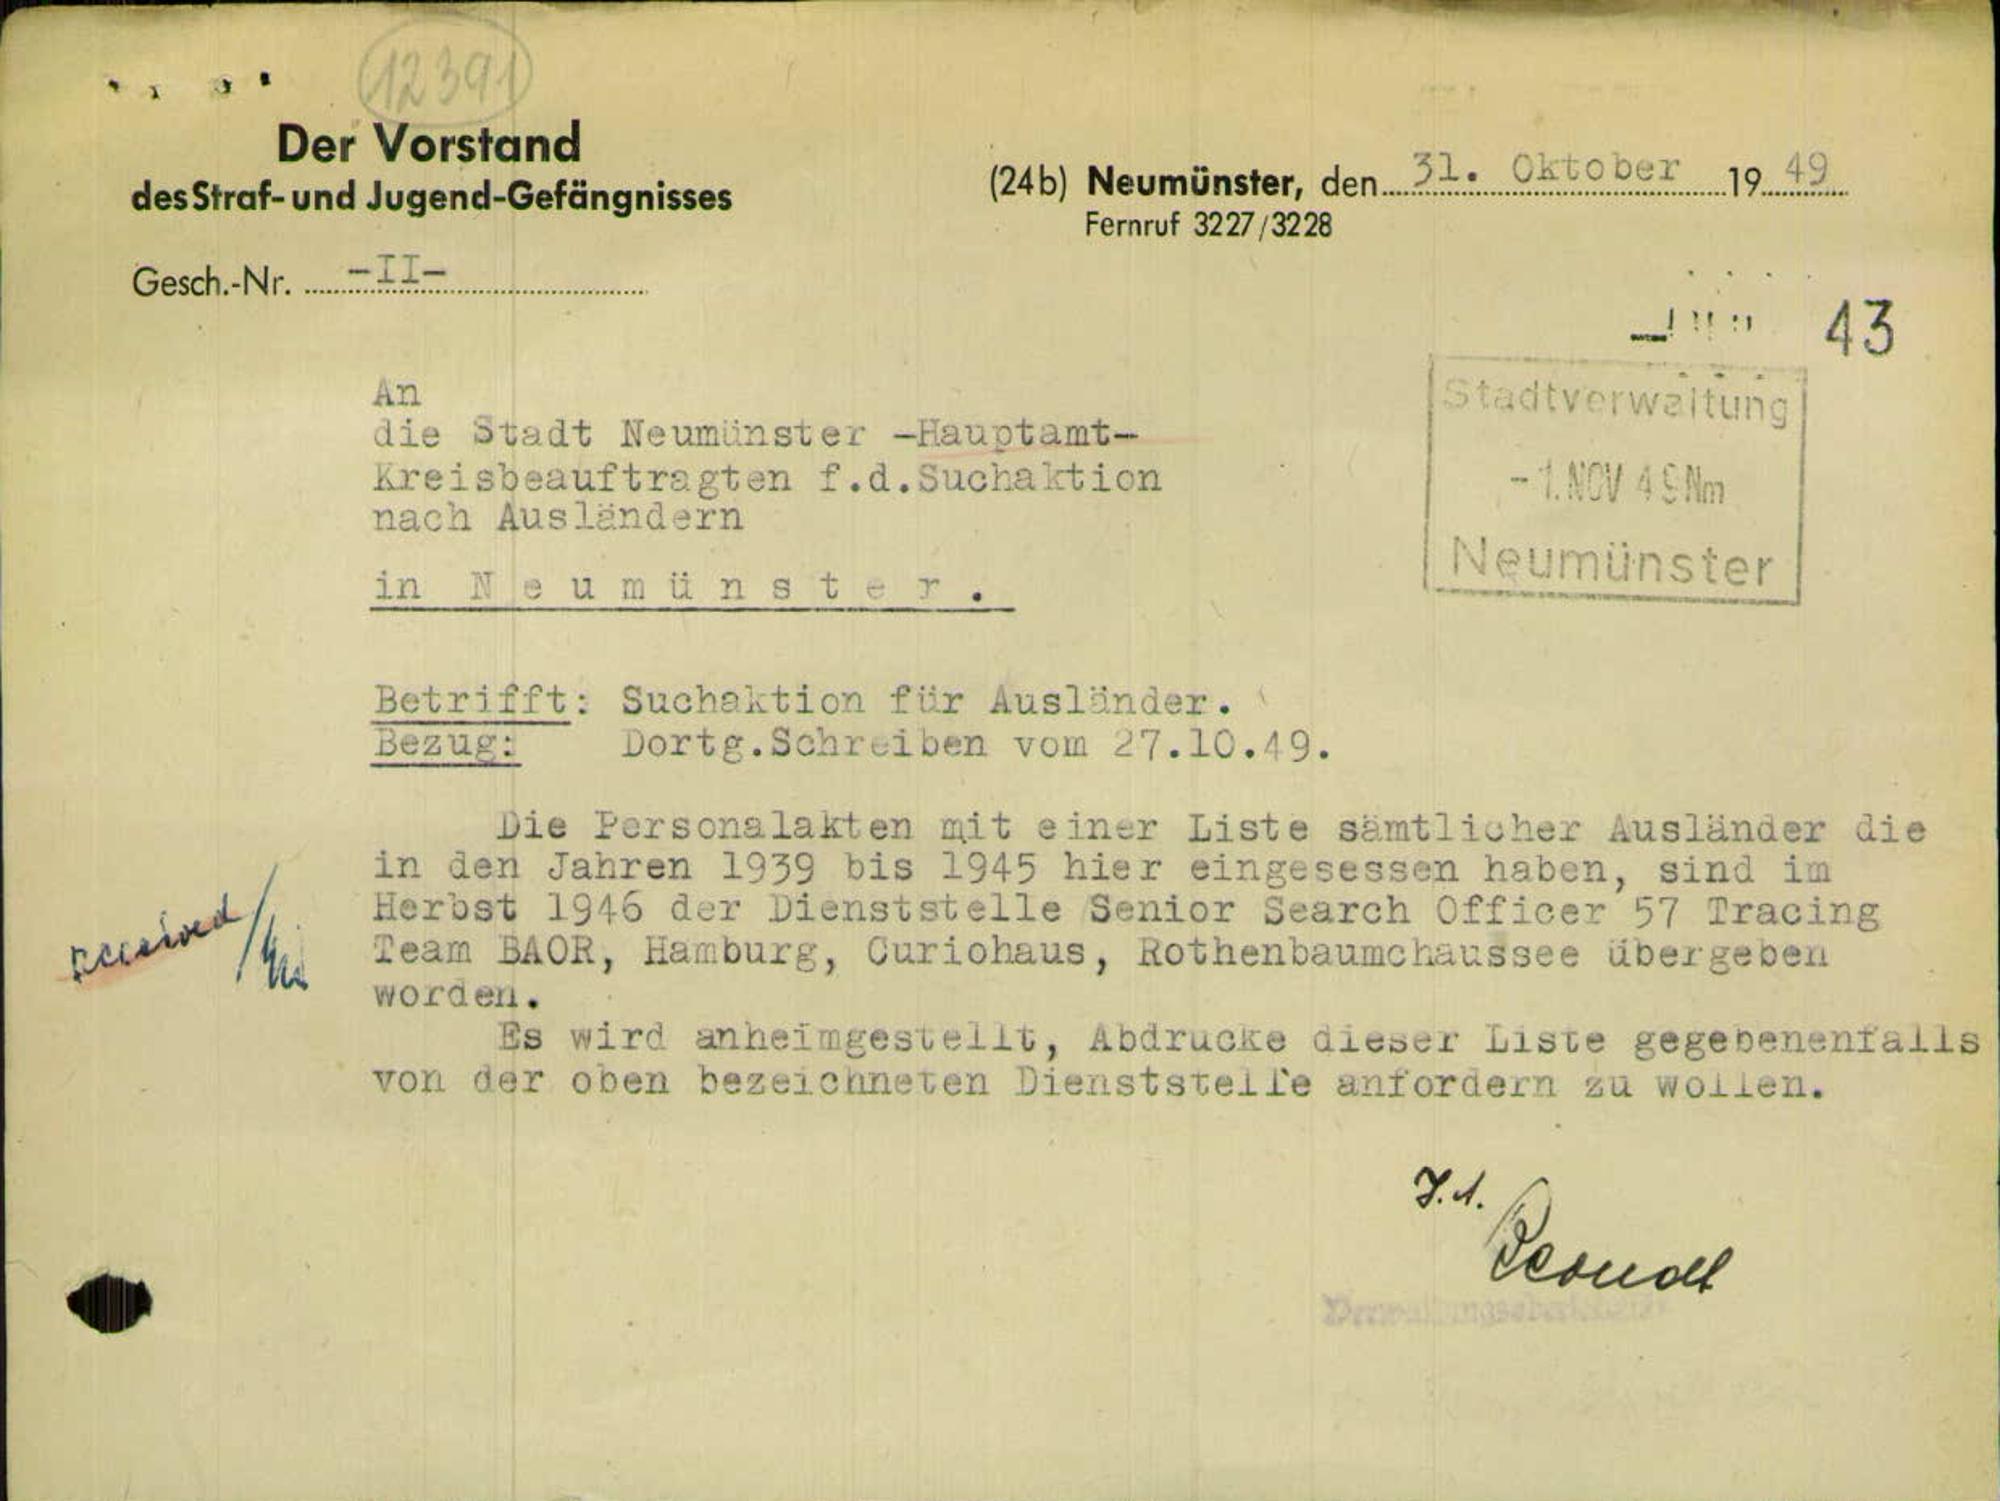 12391
Der Vorstand
des Straf- und Jugend-Gefängnisses
(24b) Neumünster, den 31. Oktober 1949
Fernruf 3227/3228
Gesch.-Nr. -II-
43
Stadtverwaltung
- 1. NOV 49 Nm
Neumünster
An
die Stadt Neumünster -Hauptamt-
Kreisbeauftragten f.d.Suchaktion
nach Ausländern
in Neumünster.
Betrifft: Suchaktion für Ausländer.
Bezug: Dortg.Schreiben vom 27.10.49.
Die Personalakten mit einer Liste sämtlicher Ausländer die
in den Jahren 1939 bis 1945 hier eingesessen haben, sind im
Herbst 1946 der Dienststelle Senior Search Officer 57 Tracing
Team BAOR, Hamburg, Curiohaus, Rothenbaumchaussee übergeben
worden.
Es wird anheimgestellt, Abdrucke dieser Liste gegebenenfalls
von der oben bezeichneten Dienststelle anfordern zu wollen.
received
J.A.